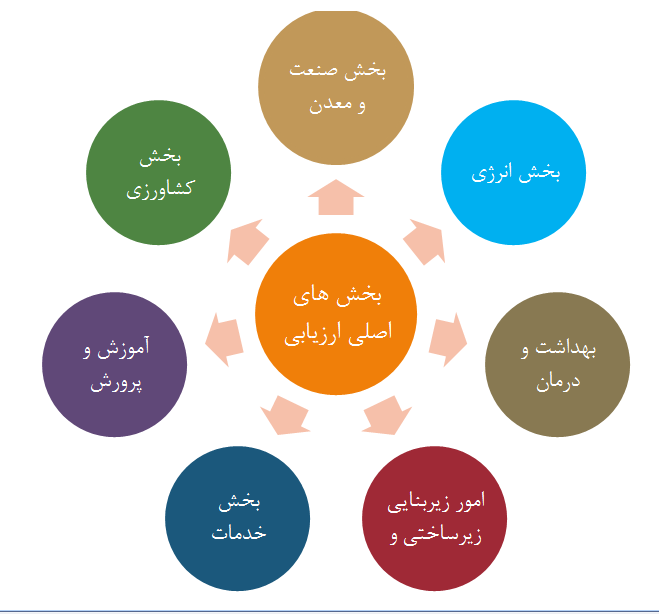 بخش صنعت
و معدن
بخش انرژی
بخش
کشاورزی
بخش های
اصلی ارزیابی
بهداشت و
درمان
آموزش و
پرورش
امور زیربنایی
زیرساختی و
بخش
خدمات